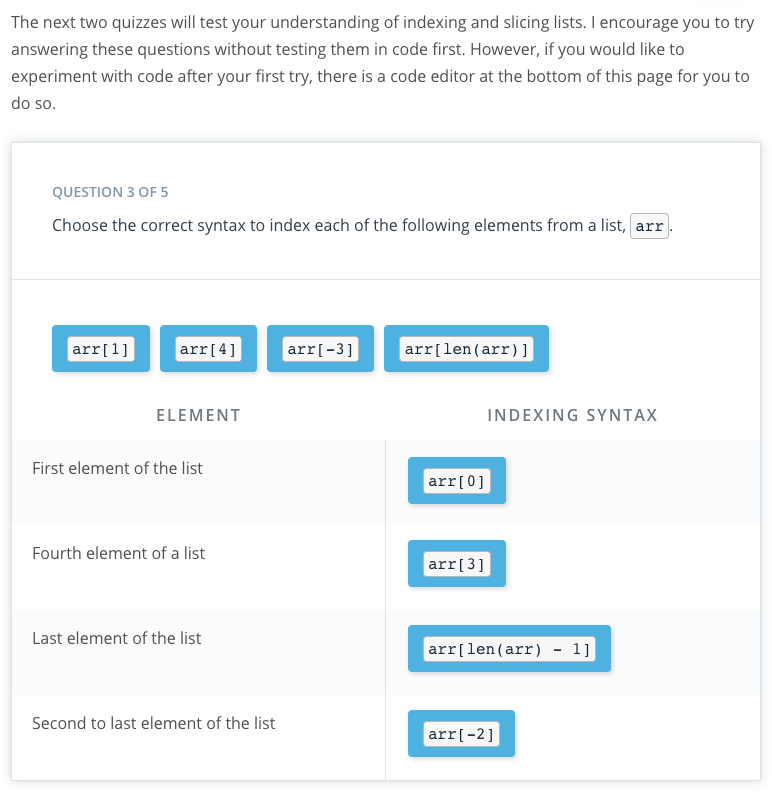 The next two quizzes will test your understanding of indexing and slicing lists. I encourage you to try
answering these questions without testing them in code first. However, if you would like to
experiment with code after your first try, there is a code editor at the bottom of this page for you to
do so.
QUESTION 3 OF 5
Choose the correct syntax to index each of the following elements from a list, arr.
arr[1] arr[4] arr[-3] arr[len(arr)]
ELEMENT INDEXING SYNTAX
First element of the list arr[0]
Fourth element of a list arr[3]
Last element of the list arr[len(arr) - 1]
Second to last element of the list arr[-2]